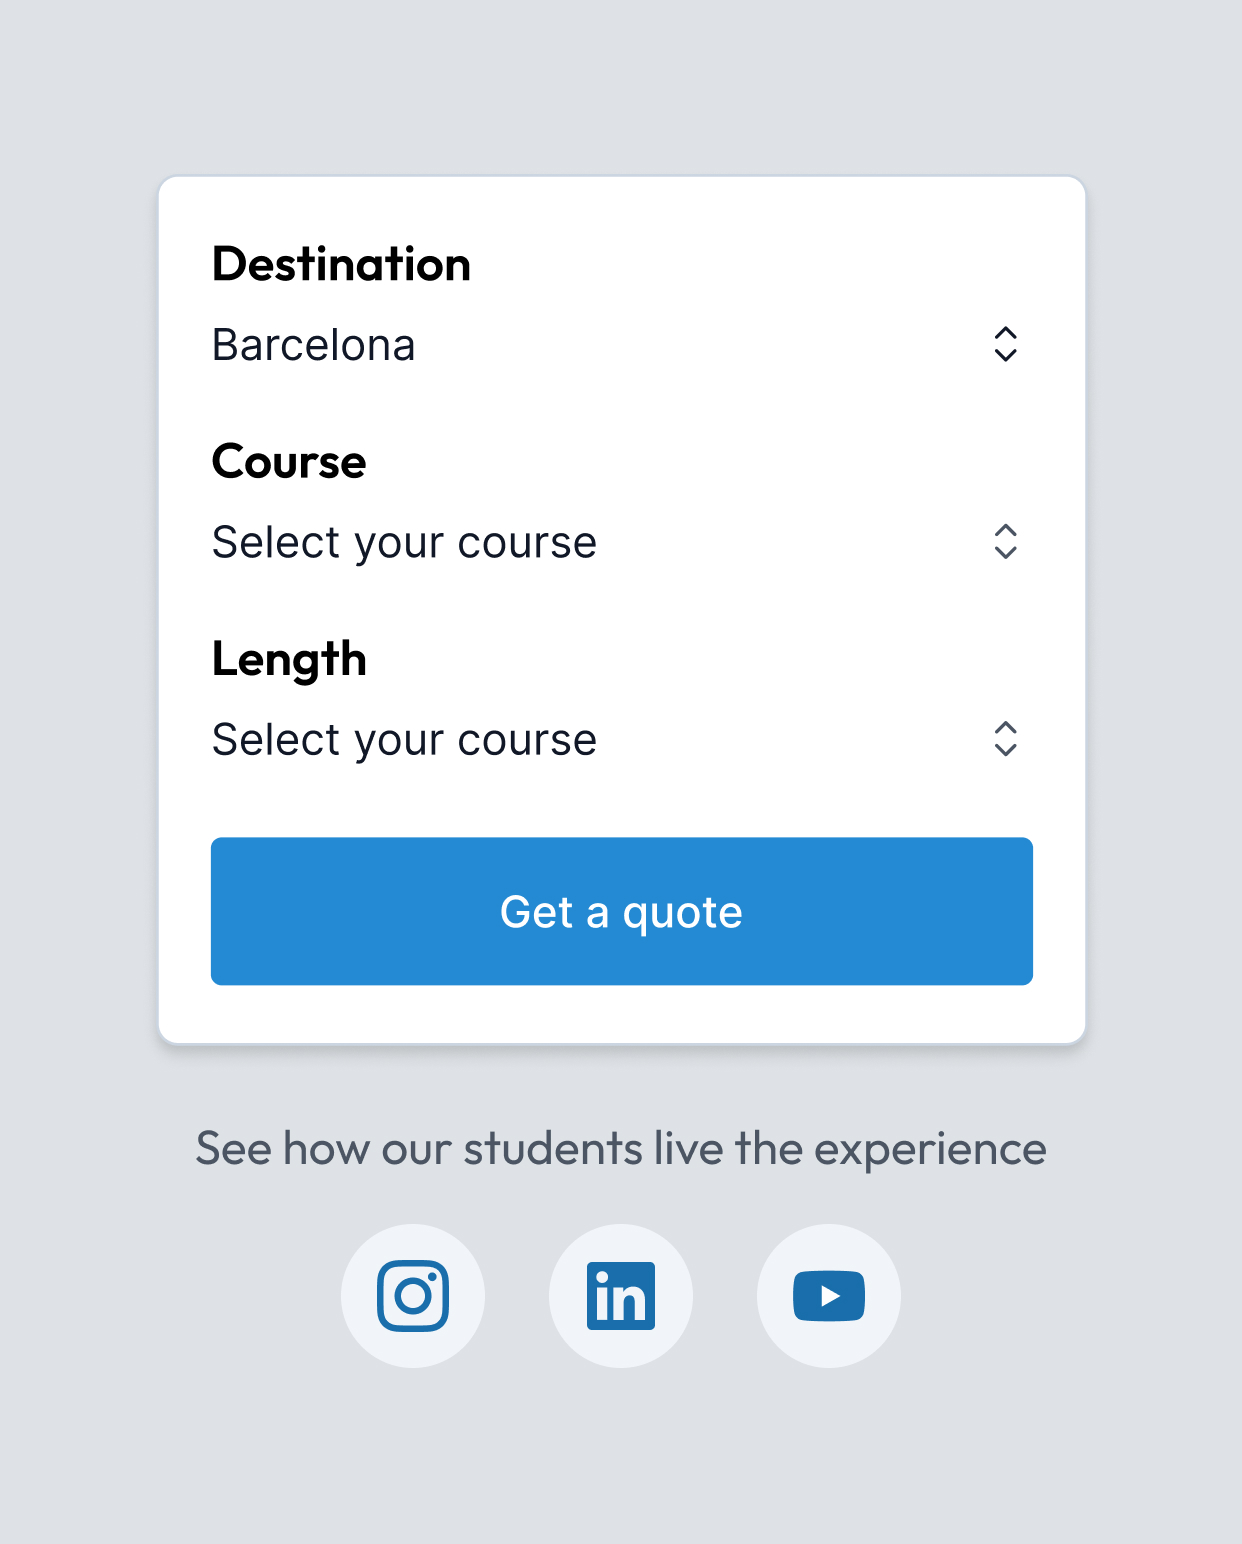 Destination
Barcelona
Course
Select your course
Length
Select your course
Get a quote
See how our students live the experience
in